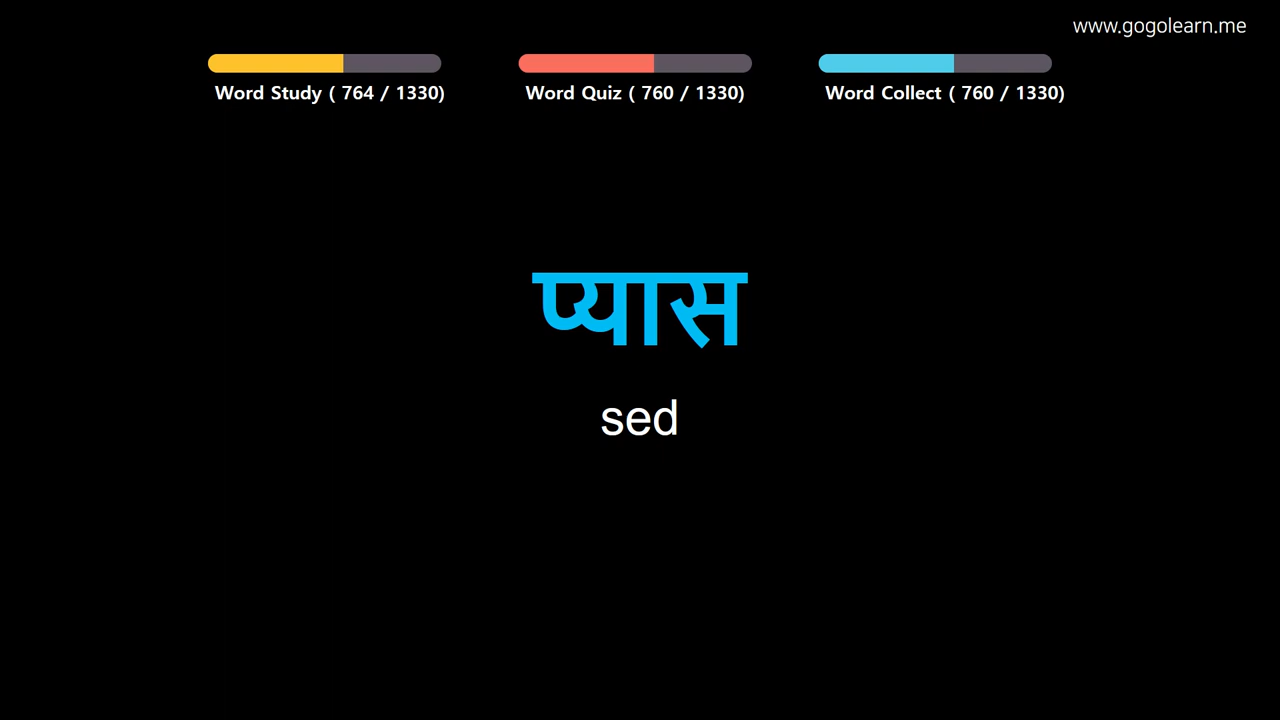 www.gogolearn.me
Word Study ( 764 / 1330)
Word Quiz ( 760 / 1330)
Word Collect ( 760 / 1330)
प्यास
sed